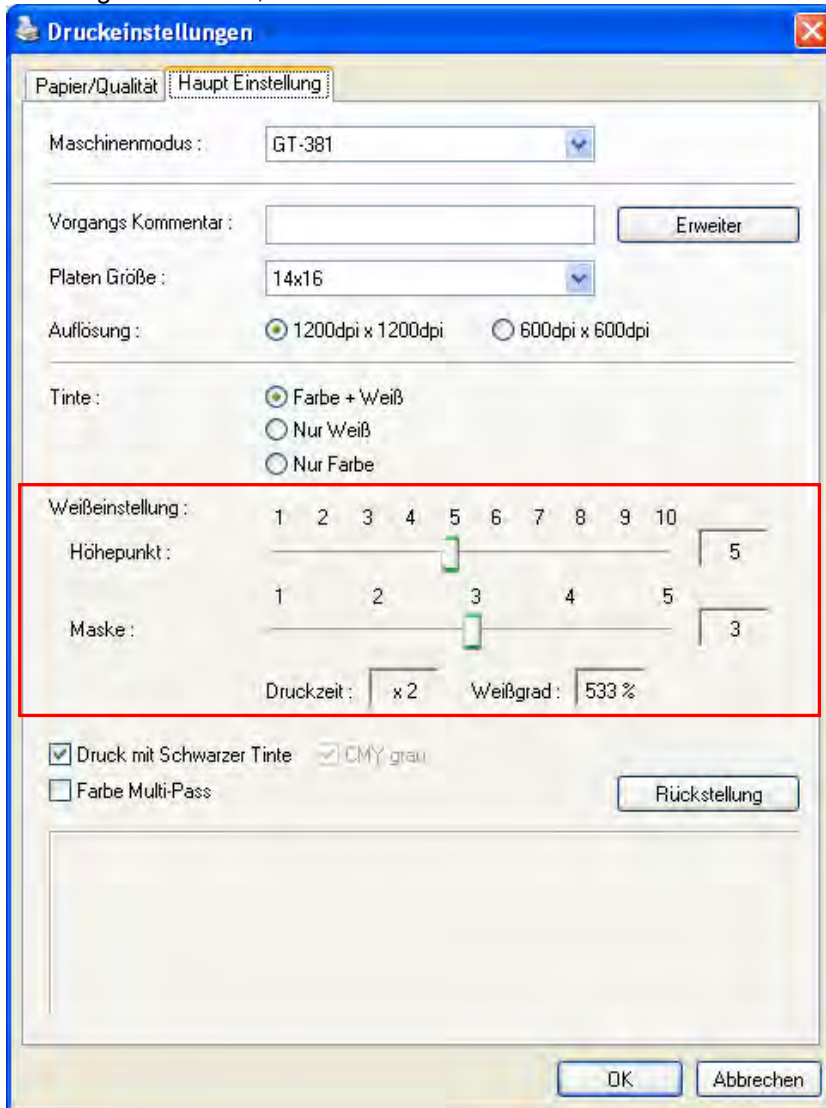 Druckeinstellungen
Papier/Qualität Haupt Einstellung
Maschinenmodus : GT-381
Vorgangs Kommentar : Erweiter
Platen Größe : 14x16
Auflösung : 1200dpi x 1200dpi 600dpi x 600dpi
Tinte : Farbe + Weiß
Nur Weiß
Nur Farbe
Weißeinstellung : 1 2 3 4 5 6 7 8 9 10
Höhepunkt : 5
1 2 3 4 5
Maske : 3
Druckzeit : x 2 Weißgrad : 533 %
Druck mit Schwarzer Tinte CMY grau
Farbe Multi-Pass Rückstellung
OK Abbrechen